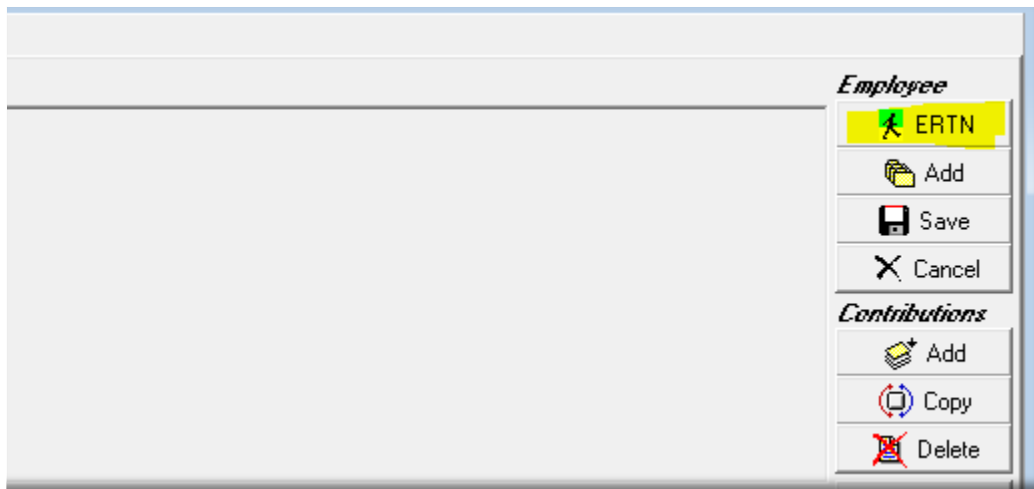 Employee
ERTN
Add
Save
Cancel
Contributions
Add
Copy
Delete